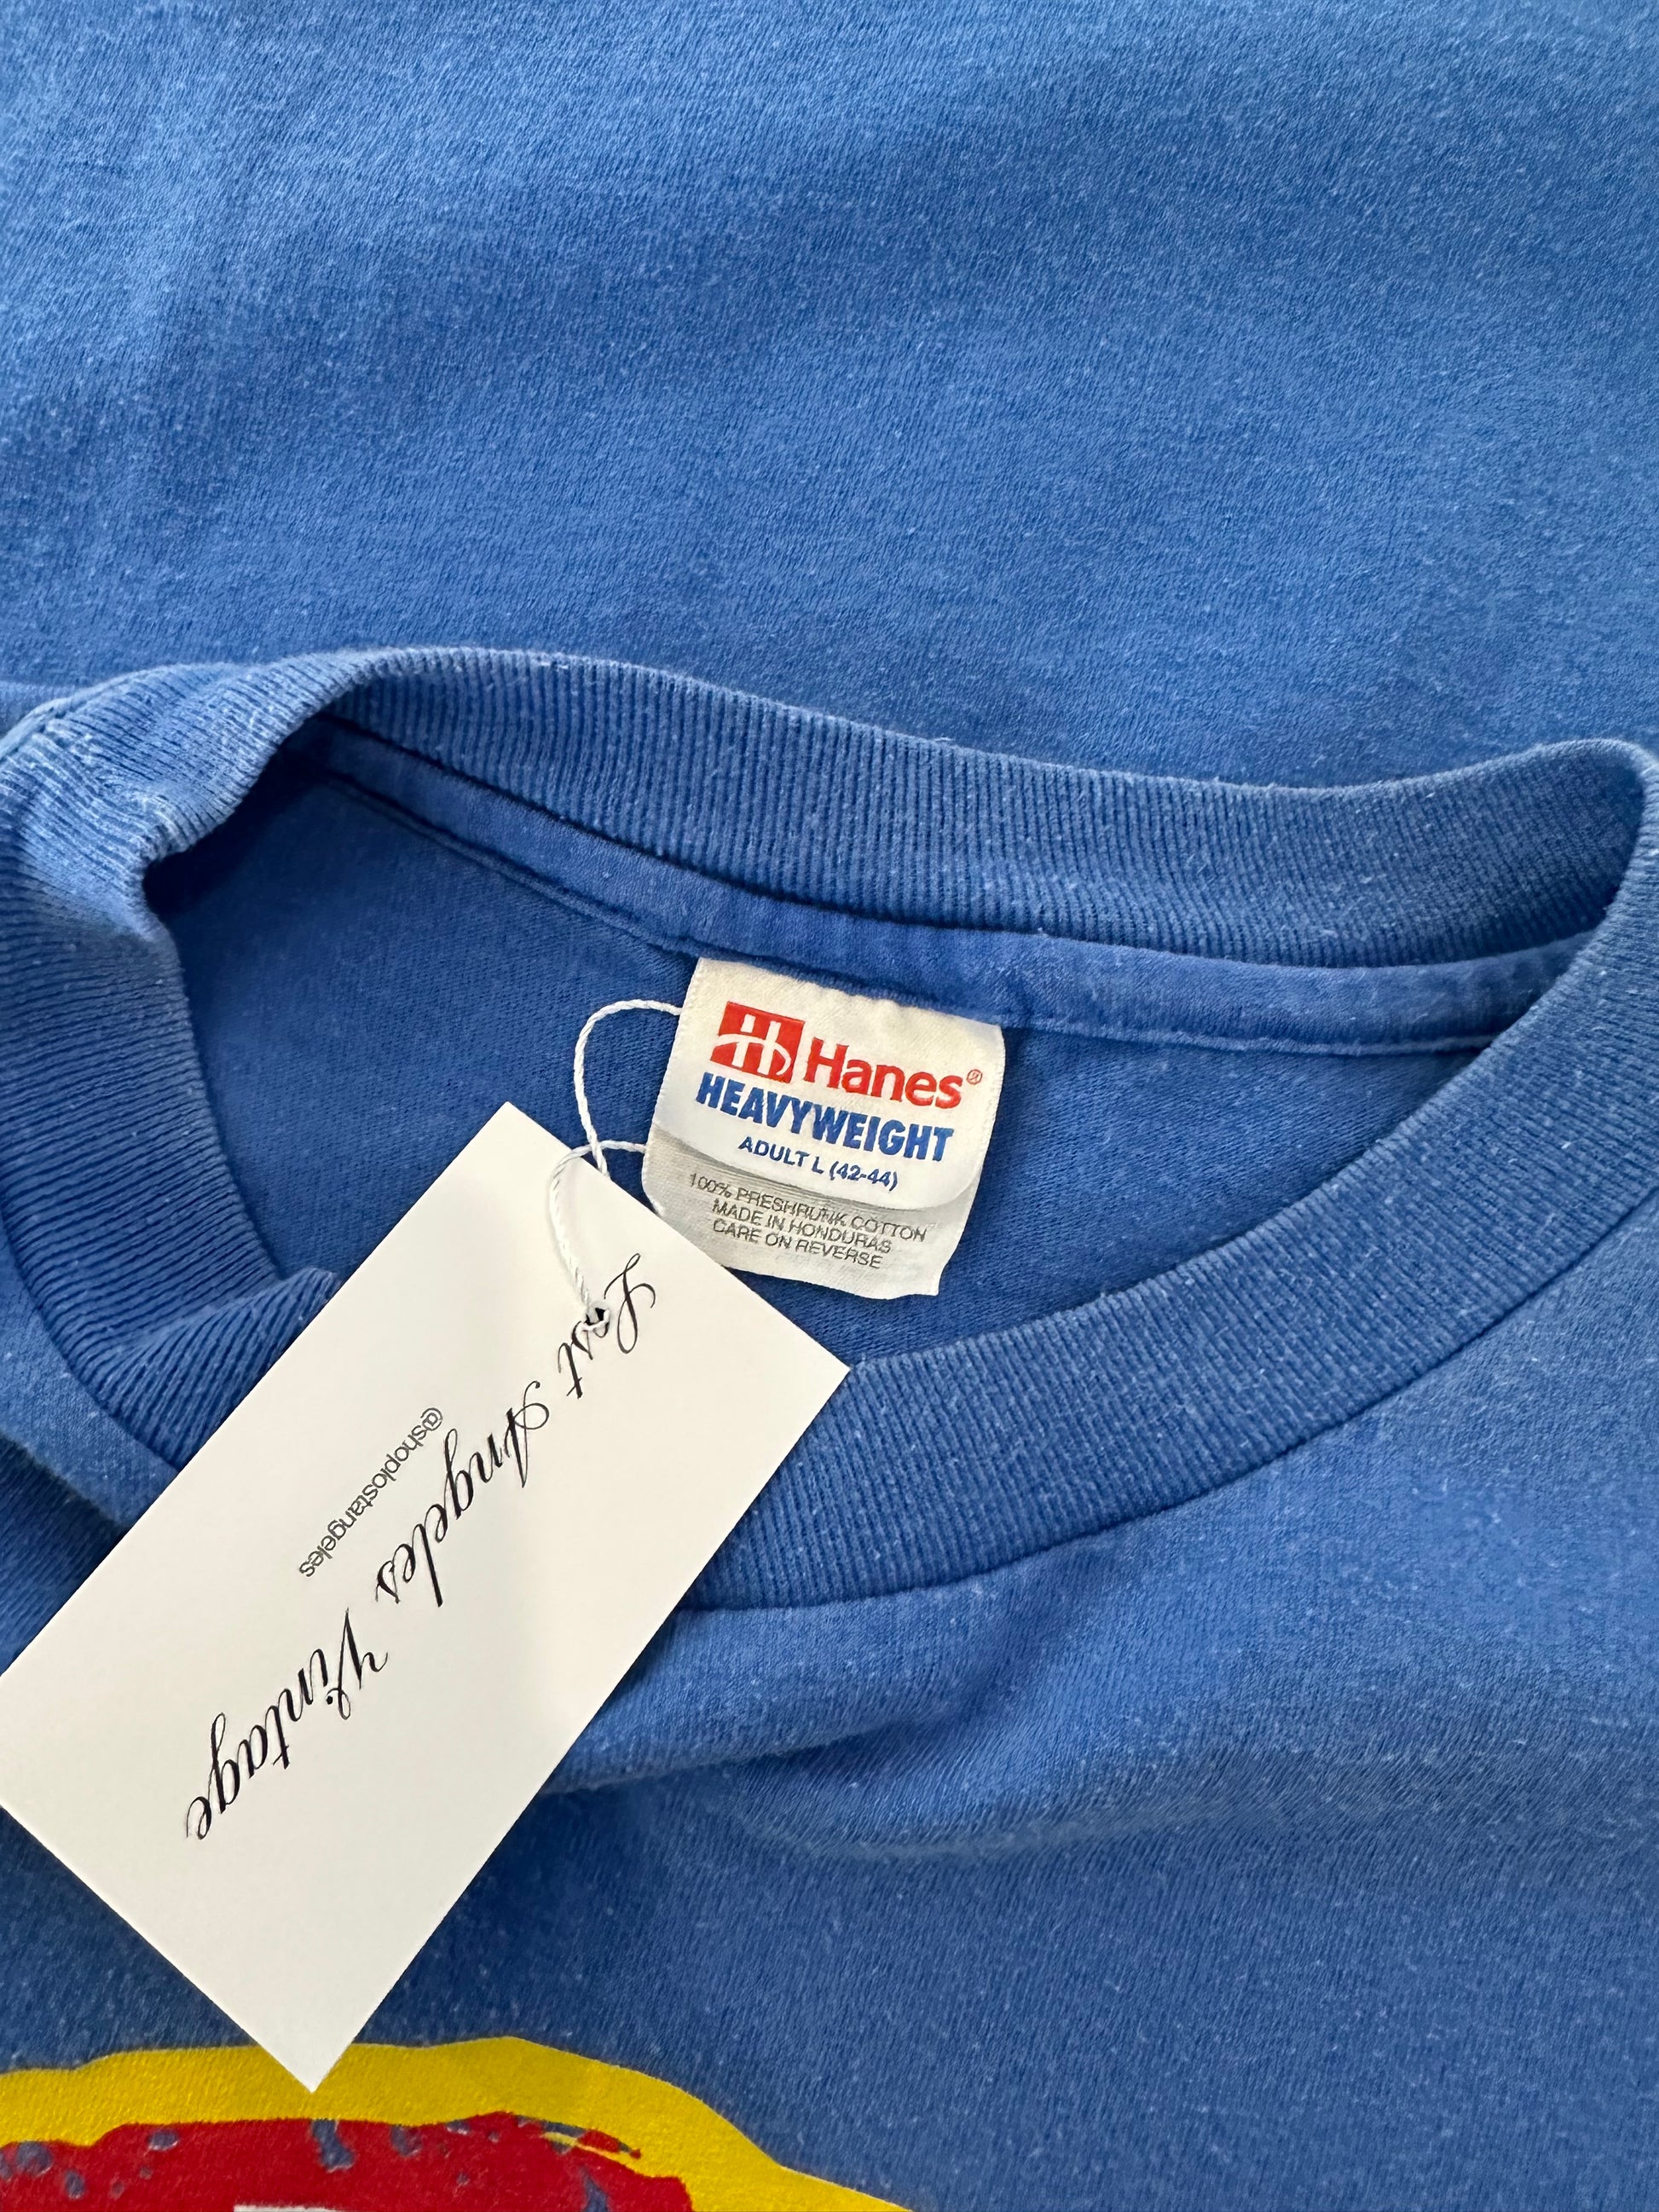 Hanes®
HEAVYWEIGHT
ADULT L (42-44)
100% PRESHRUNK COTTON
MADE IN HONDURAS
CARE ON REVERSE
Lost Angeles Vintage
@shoplostangeles